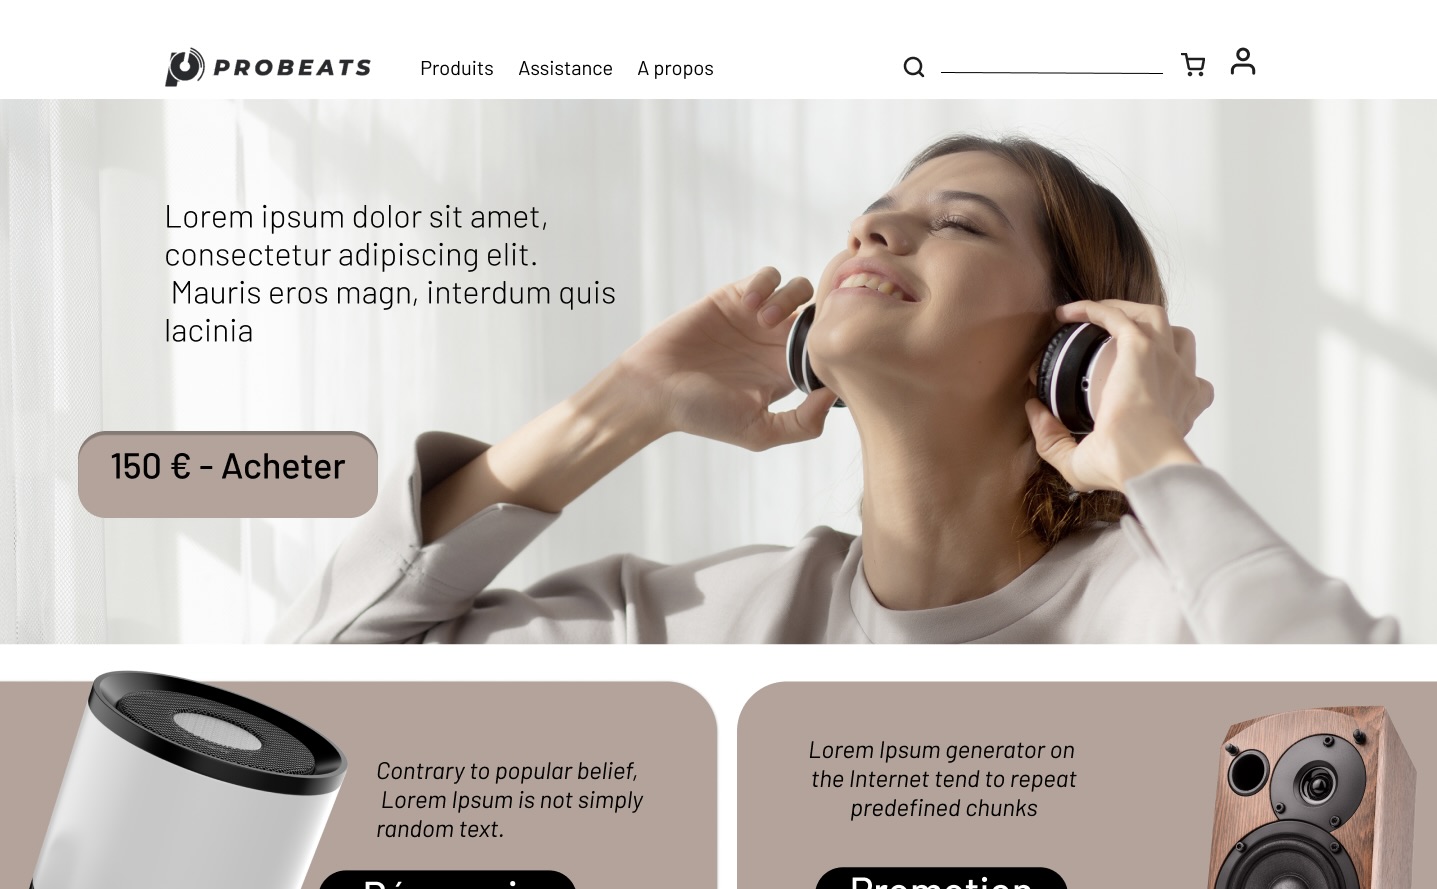 PROBEATS
Produits Assistance A propos
Lorem ipsum dolor sit amet,
consectetur adipiscing elit.
Mauris eros magn, interdum quis
lacinia
150 € - Acheter
Contrary to popular belief,
Lorem Ipsum is not simply
random text.
Lorem Ipsum generator on
the Internet tend to repeat
predefined chunks
Promotion